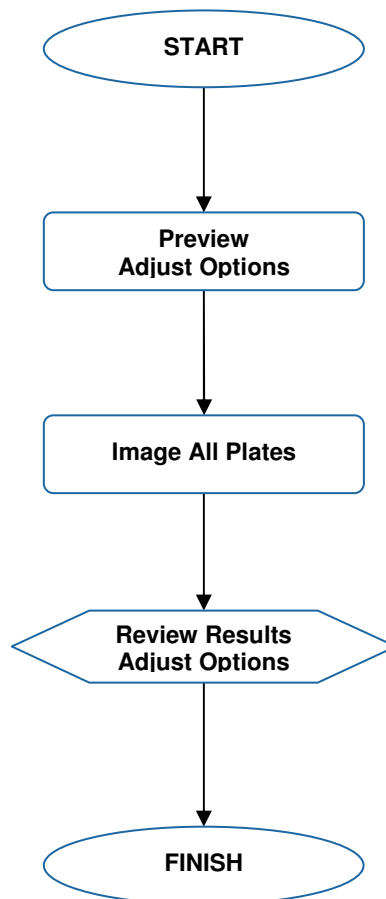 START
Preview
Adjust Options
Image All Plates
Review Results
Adjust Options
FINISH